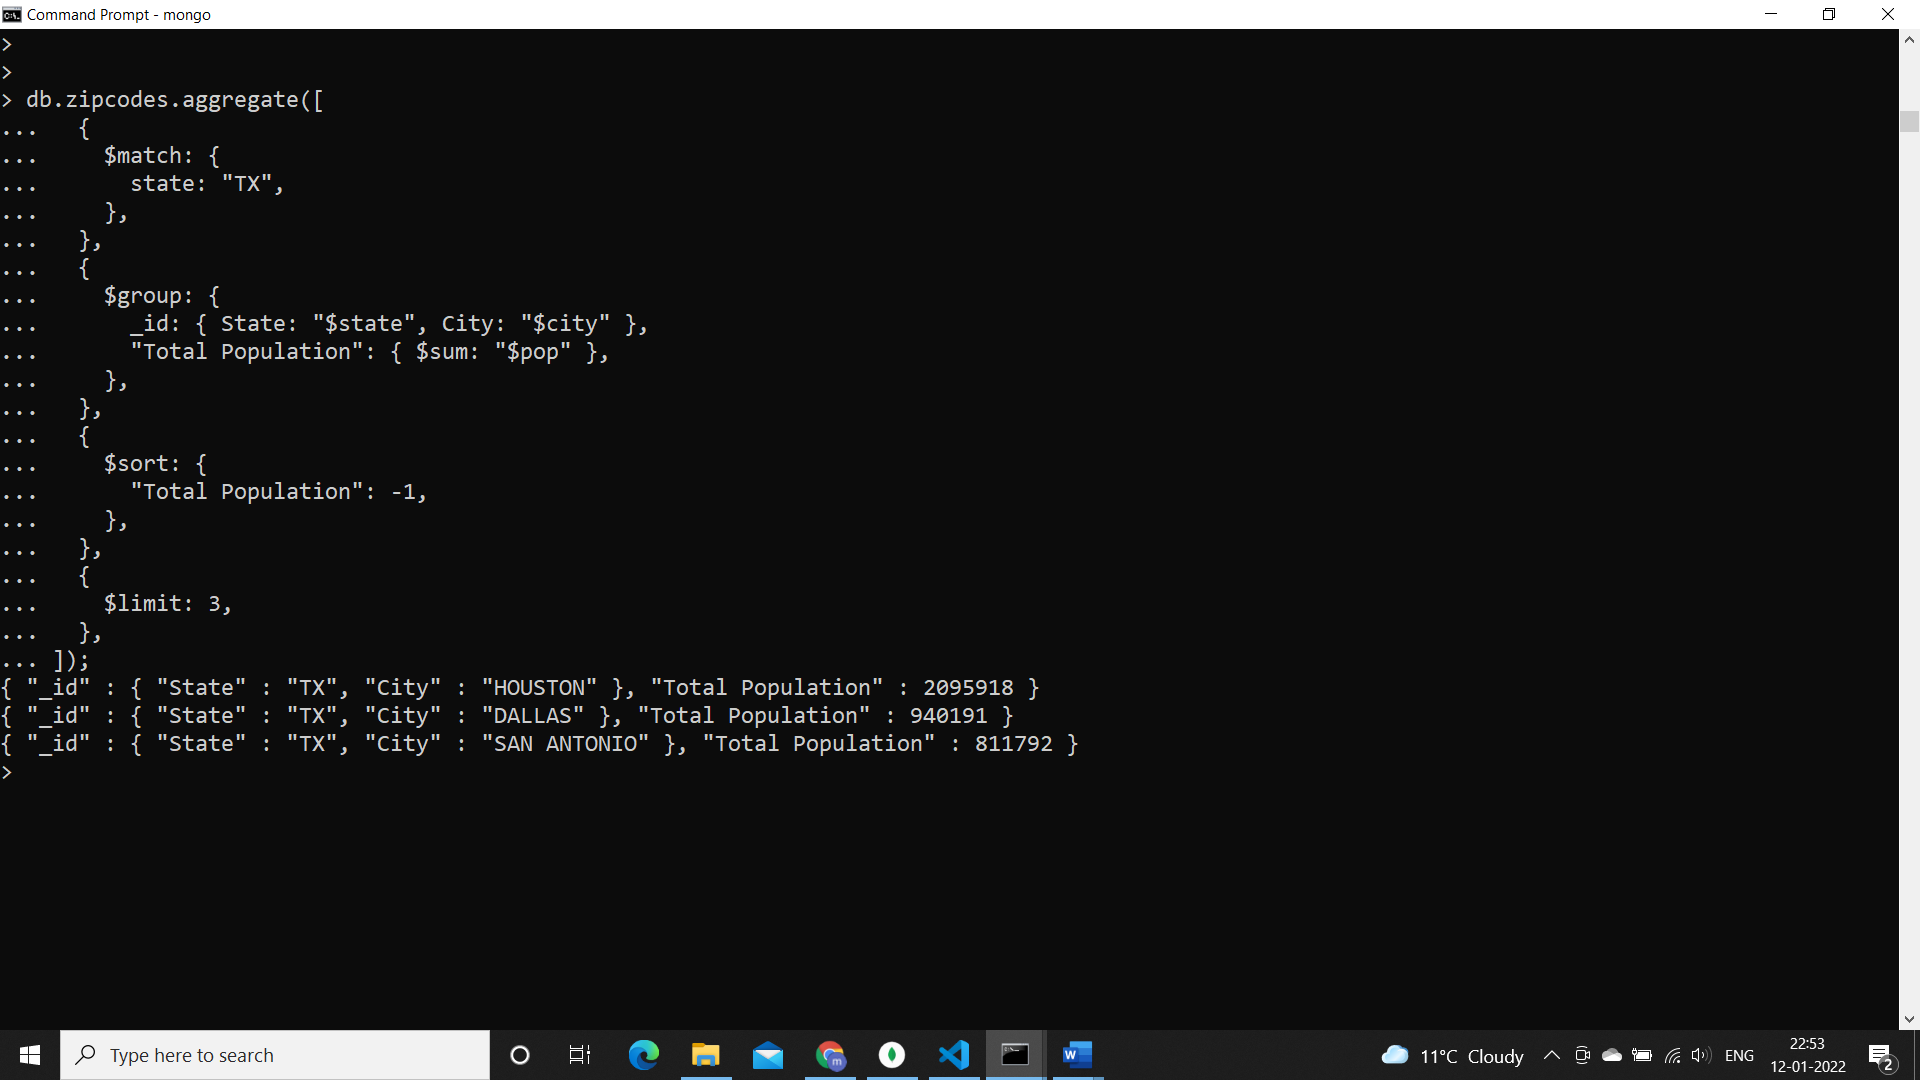 Command Prompt - mongo
>
>
> db.zipcodes.aggregate([
...   {
...     $match: {
...       state: "TX",
...     },
...   },
...   {
...     $group: {
...       _id: { State: "$state", City: "$city" },
...       "Total Population": { $sum: "$pop" },
...     },
...   },
...   {
...     $sort: {
...       "Total Population": -1,
...     },
...   },
...   {
...     $limit: 3,
...   },
... ]);
{ "_id" : { "State" : "TX", "City" : "HOUSTON" }, "Total Population" : 2095918 }
{ "_id" : { "State" : "TX", "City" : "DALLAS" }, "Total Population" : 940191 }
{ "_id" : { "State" : "TX", "City" : "SAN ANTONIO" }, "Total Population" : 811792 }
>
Type here to search
11°C Cloudy
ENG
22:53
12-01-2022
2